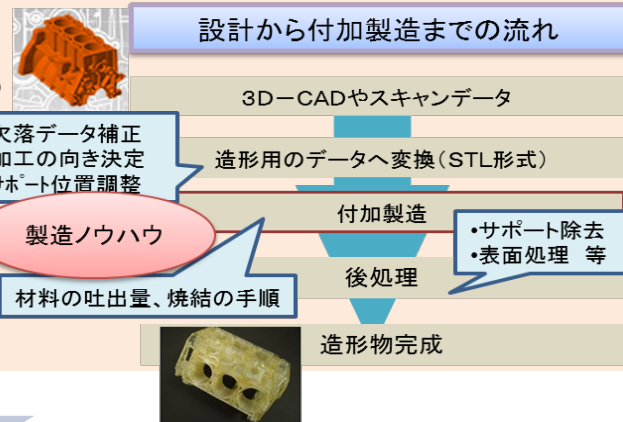 設計から付加製造までの流れ
3D－CADやスキャンデータ
欠落データ補正
加工の向き決定
サポート位置調整
造形用のデータへ変換（STL形式）
付加製造
製造ノウハウ
•サポート除去
•表面処理　等
後処理
材料の吐出量、焼結の手順
造形物完成